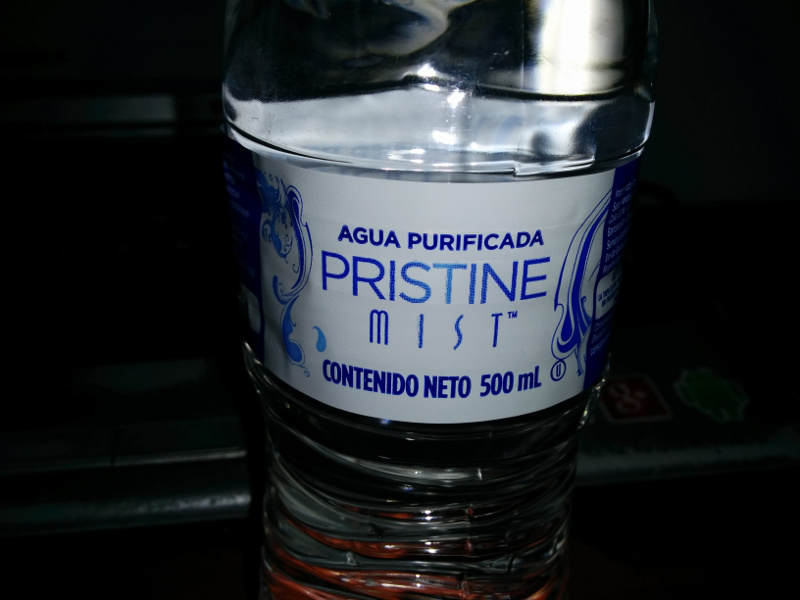 AGUA PURIFICADA
PRISTINE
MIST™
CONTENIDO NETO 500 mL
U
g+